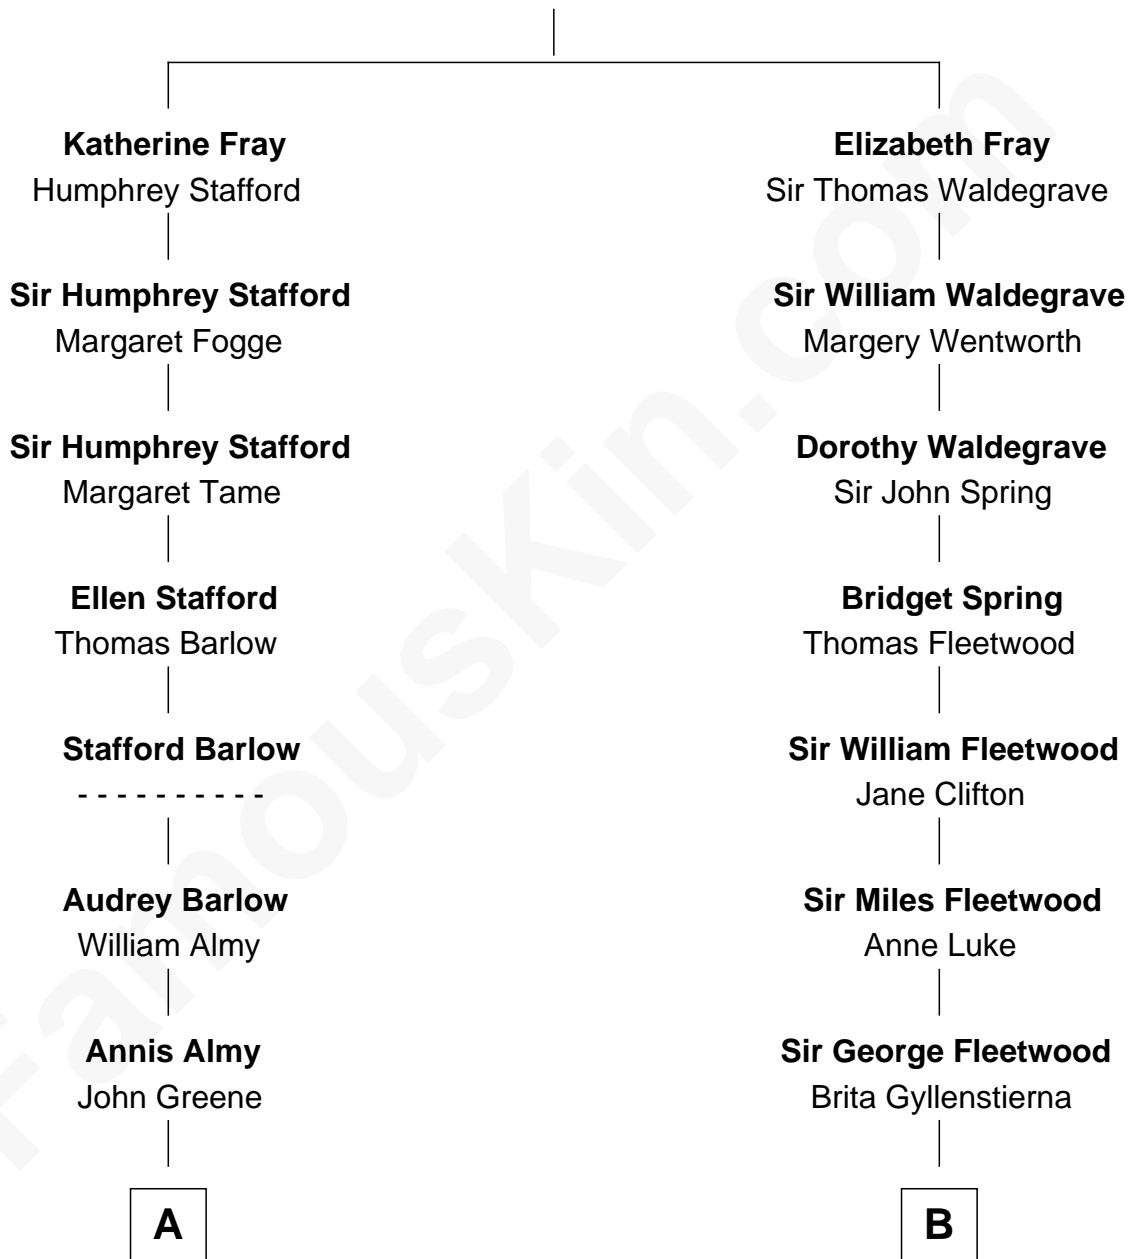 Katherine Fray
Humphrey Stafford
Sir Humphrey Stafford
Margaret Fogge
Sir Humphrey Stafford
Margaret Tame
Ellen Stafford
Thomas Barlow
Stafford Barlow
- - - - - - - - - -
Audrey Barlow
William Almy
Annis Almy
John Greene
A
Elizabeth Fray
Sir Thomas Waldegrave
Sir William Waldegrave
Margery Wentworth
Dorothy Waldegrave
Sir John Spring
Bridget Spring
Thomas Fleetwood
Sir William Fleetwood
Jane Clifton
Sir Miles Fleetwood
Anne Luke
Sir George Fleetwood
Brita Gyllenstierna
B
FamousKin.com